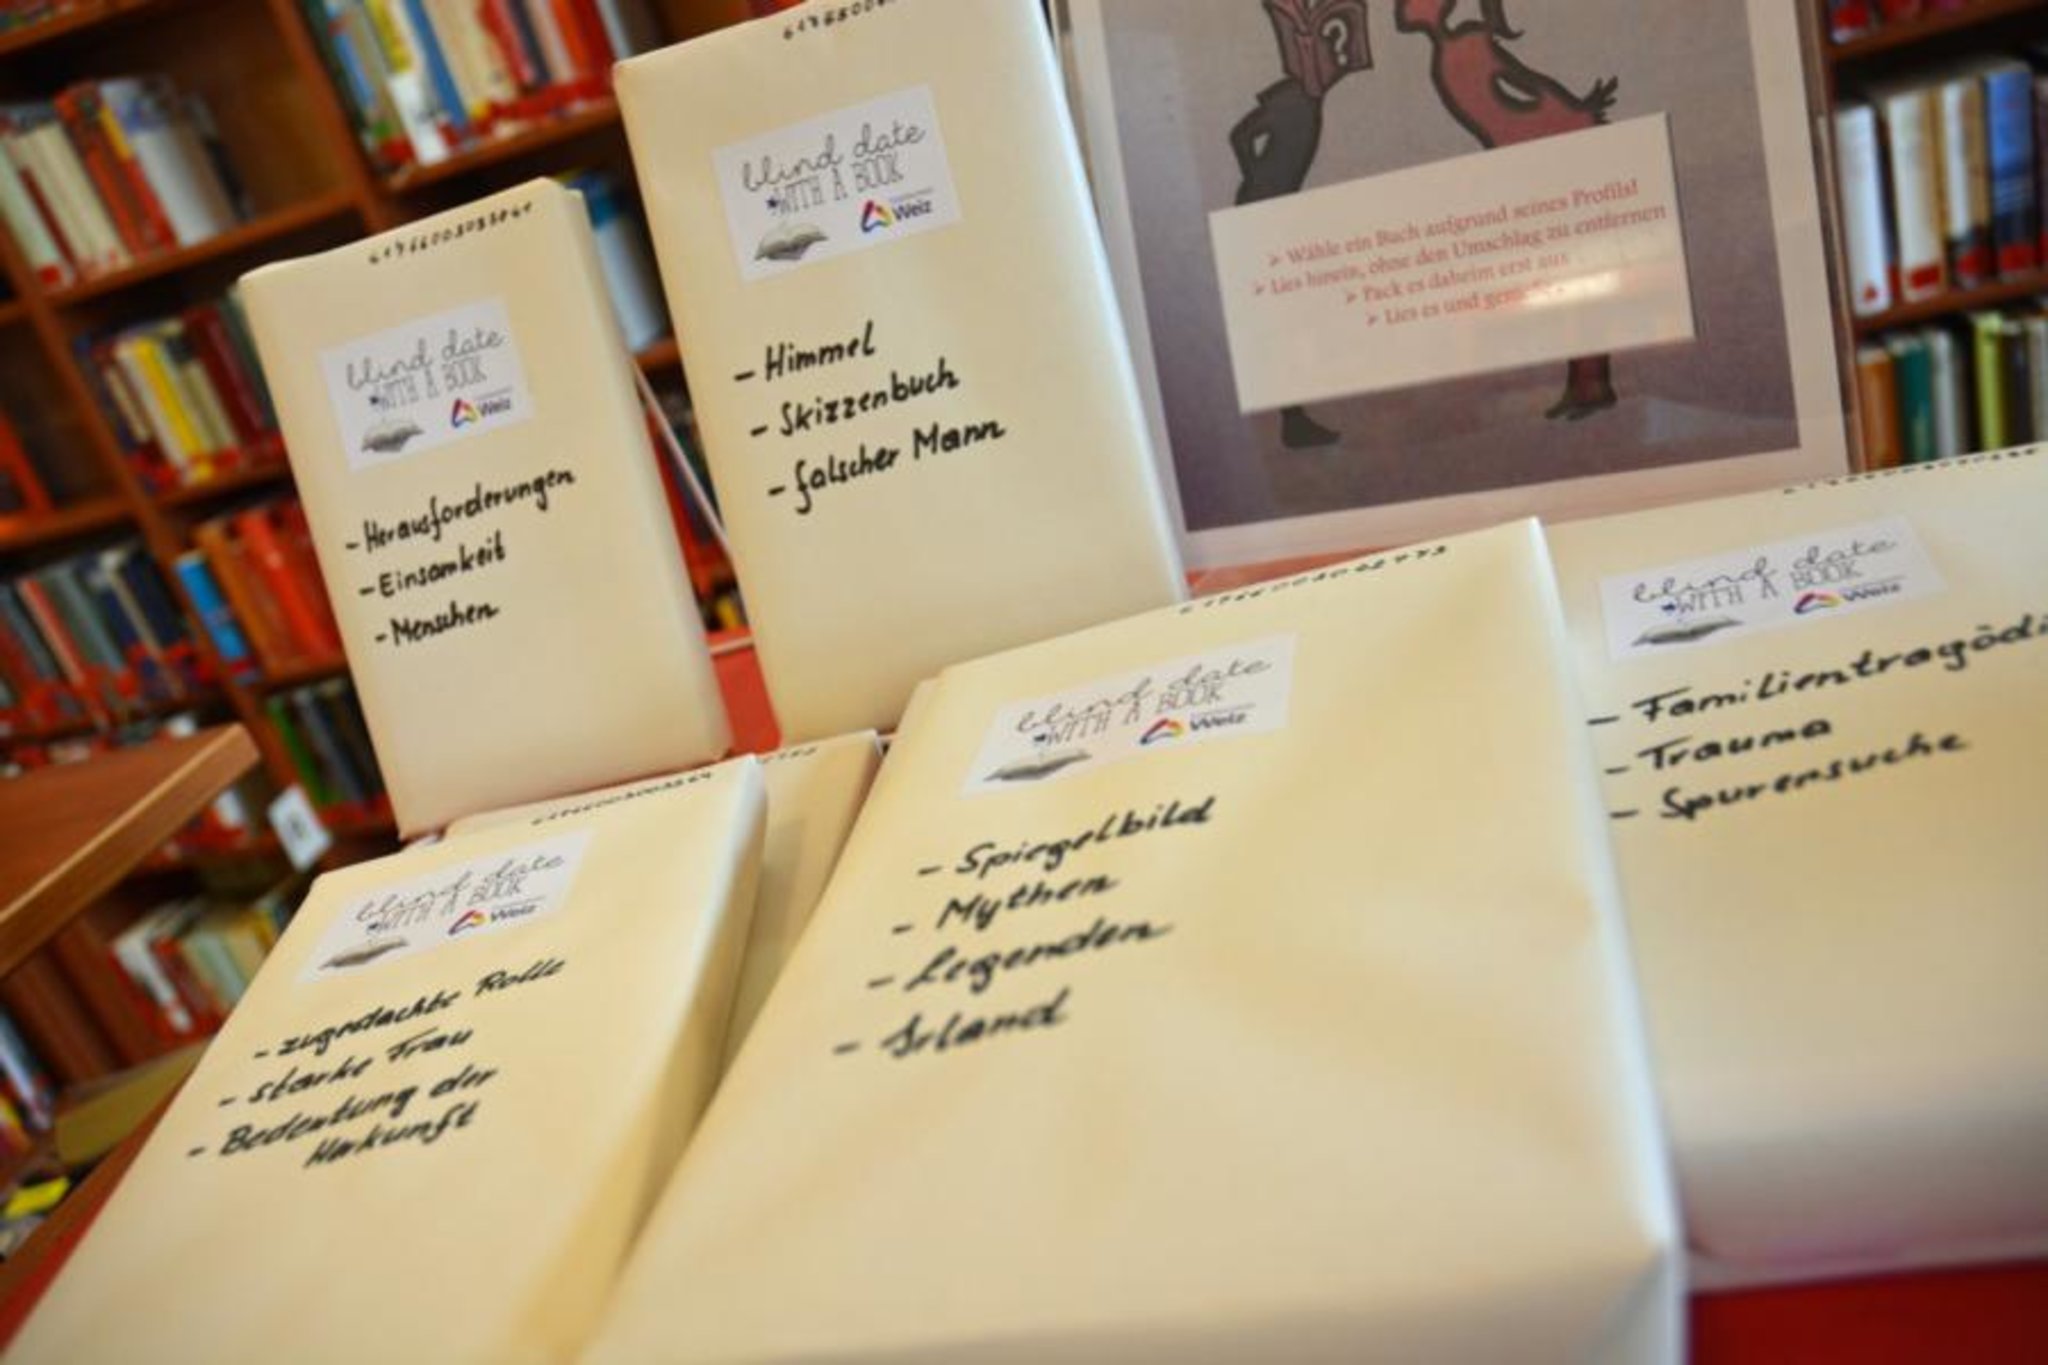 blind date
WITH A BOOK
Weiz
- Herausforderungen
- Einsamkeit
- Menschen
blind date
WITH A BOOK
Weiz
- Himmel
- Skizzenbuch
- falscher Mann
?
➢ Wähle ein Buch aufgrund seines Profils!
➢ Lies hinein, ohne den Umschlag zu entfernen
➢ Pack es daheim erst aus
➢ Lies es und
blind date
WITH A BOOK
Weiz
- zugedachte Rolle
- starke Frau
- Bedeutung der
Herkunft
blind date
WITH A BOOK
Weiz
- Spiegelbild
- Mythen
- Legenden
- Irland
blind date
WITH A BOOK
Weiz
- Familientragödi
- Trauma
- Spurensuche